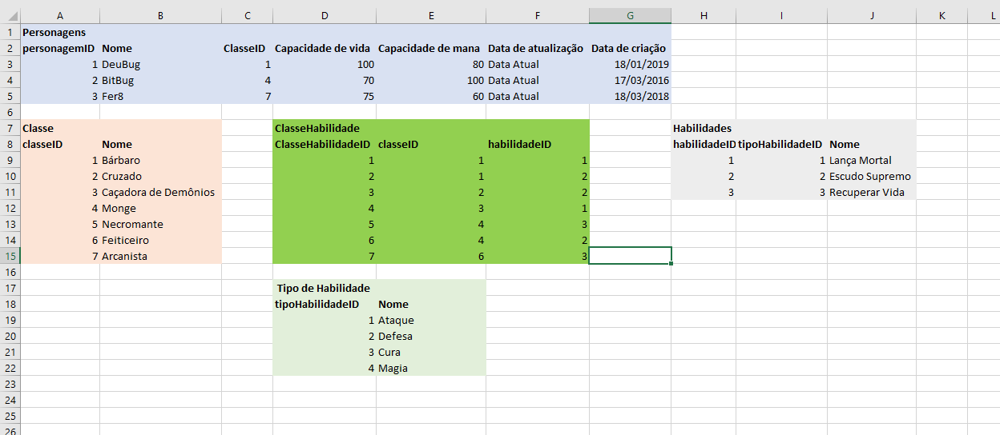 A B C D E F G H I J K L
1 Personagens
2 personagemID Nome ClasseID Capacidade de vida Capacidade de mana Data de atualização Data de criação
3 1 DeuBug 1 100 80 Data Atual 18/01/2019
4 2 BitBug 4 70 100 Data Atual 17/03/2016
5 3 Fer8 7 75 60 Data Atual 18/03/2018
6
7 Classe ClasseHabilidade Habilidades
8 classeID Nome ClasseHabilidadeID classeID habilidadeID habilidadeID tipoHabilidadeID Nome
9 1 Bárbaro 1 1 1 1 1 Lança Mortal
10 2 Cruzado 2 1 2 2 2 Escudo Supremo
11 3 Caçadora de Demônios 3 2 2 3 3 Recuperar Vida
12 4 Monge 4 3 1
13 5 Necromante 5 4 3
14 6 Feiticeiro 6 4 2
15 7 Arcanista 7 6 3
16
17 Tipo de Habilidade
18 tipoHabilidadeID Nome
19 1 Ataque
20 2 Defesa
21 3 Cura
22 4 Magia
23
24
25
26